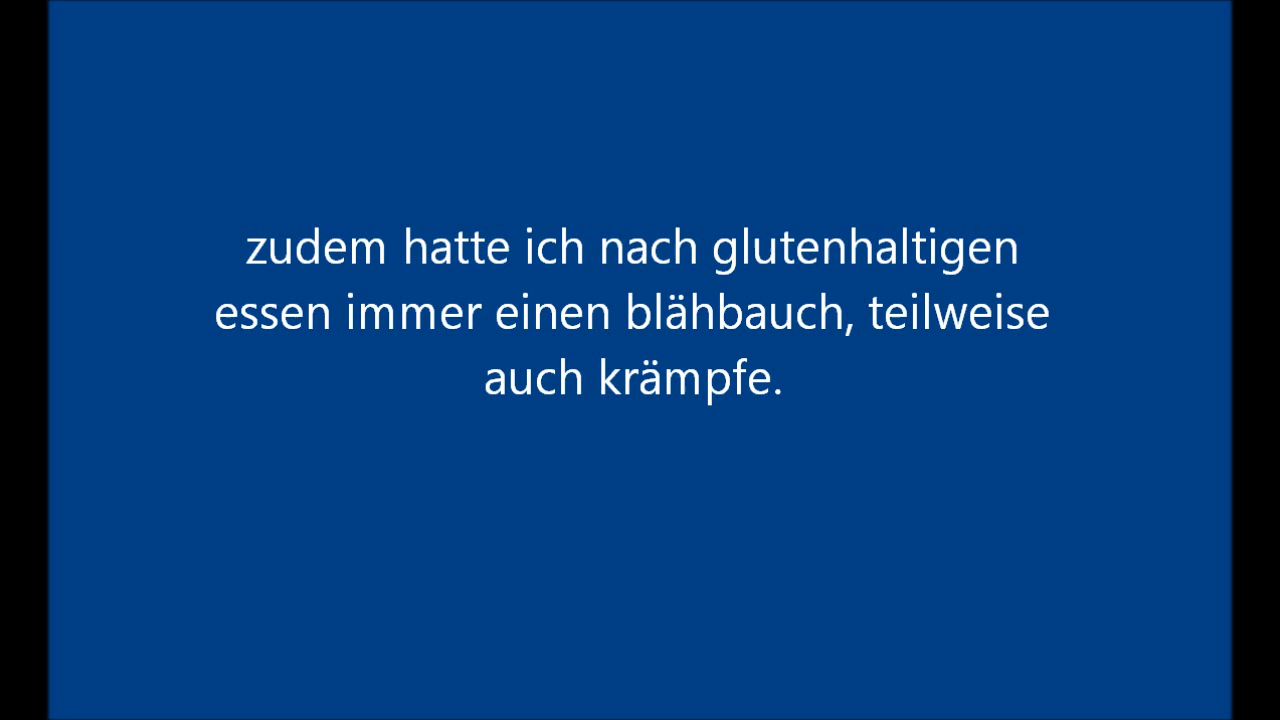 zudem hatte ich nach glutenhaltigen
essen immer einen blähbauch, teilweise
auch krämpfe.